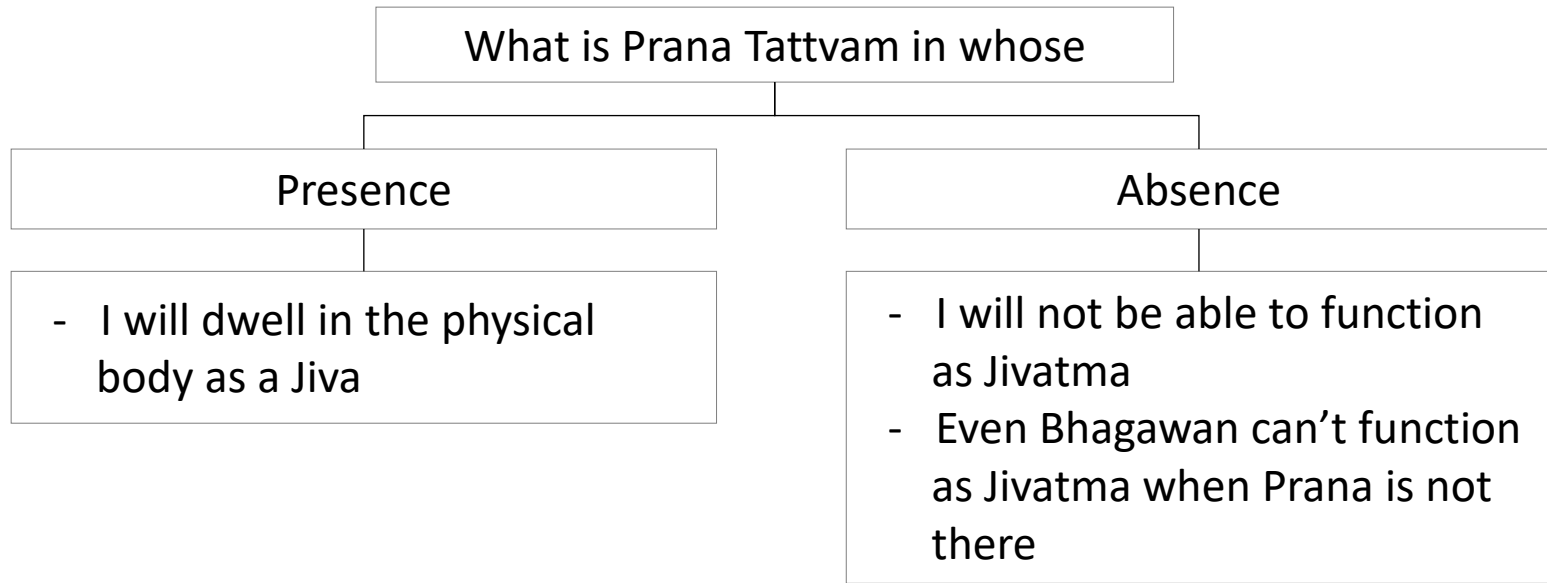 What is Prana Tattvam in whose
Presence
Absence
- I will dwell in the physical
body as a Jiva
- I will not be able to function
as Jivatma
- Even Bhagawan can’t function
as Jivatma when Prana is not
there